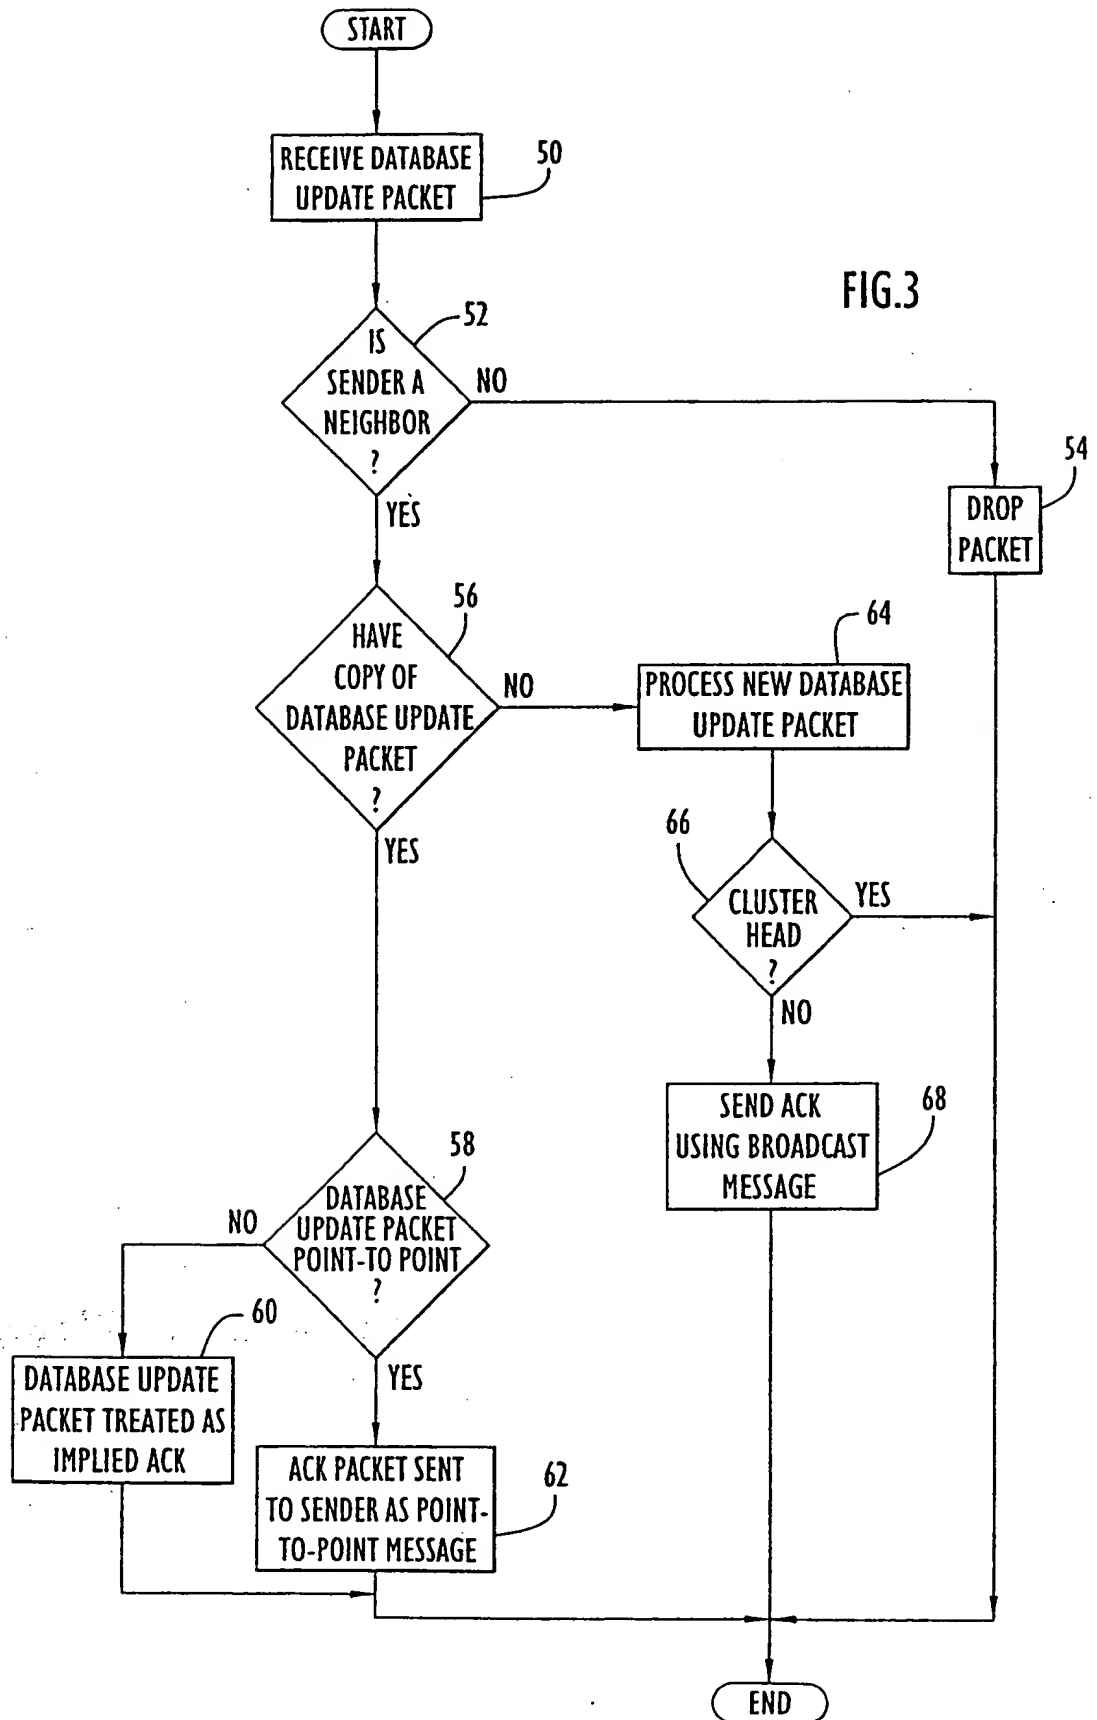 START
RECEIVE DATABASE
UPDATE PACKET
50
FIG.3
52
IS
SENDER A
NEIGHBOR
?
NO
YES
54
DROP
PACKET
56
HAVE
COPY OF
DATABASE UPDATE
PACKET
?
NO
YES
64
PROCESS NEW DATABASE
UPDATE PACKET
66
CLUSTER
HEAD
?
YES
NO
68
SEND ACK
USING BROADCAST
MESSAGE
58
DATABASE
UPDATE PACKET
POINT-TO POINT
?
NO
YES
60
DATABASE UPDATE
PACKET TREATED AS
IMPLIED ACK
62
ACK PACKET SENT
TO SENDER AS POINT-
TO-POINT MESSAGE
END